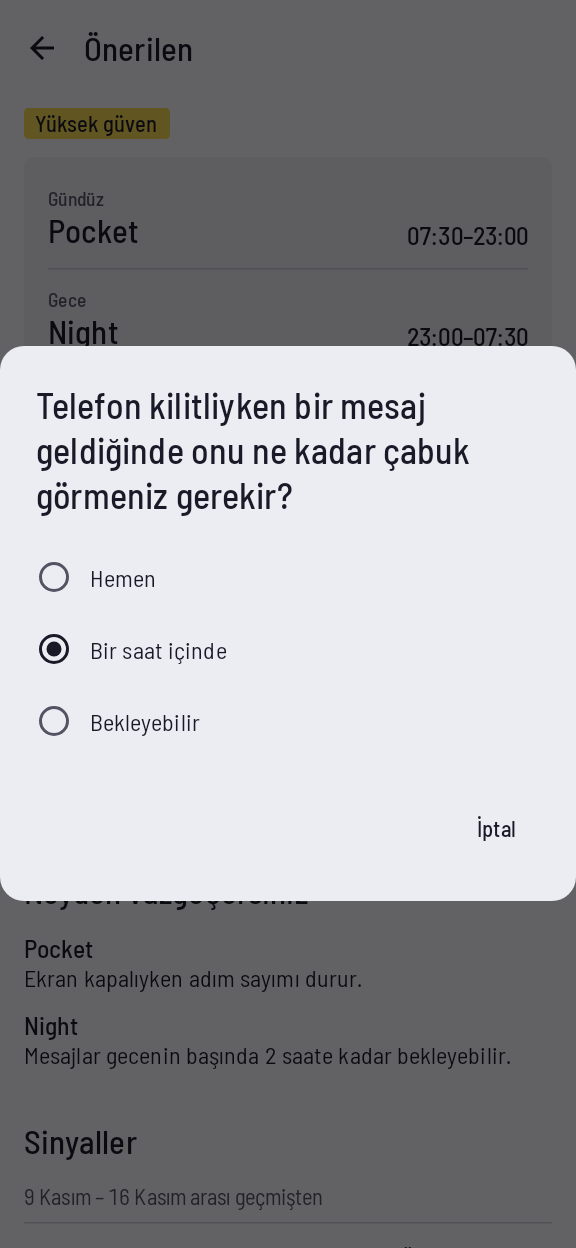 Önerilen
Yüksek güven
Gündüz
Pocket
07:30–23:00
Gece
Night
23:00–07:30
Telefon kilitliyken bir mesaj
geldiğinde onu ne kadar çabuk
görmeniz gerekir?
Hemen
Bir saat içinde
Bekleyebilir
İptal
Pocket
Ekran kapalıyken adım sayımı durur.
Night
Mesajlar gecenin başında 2 saate kadar bekleyebilir.
Sinyaller
9 Kasım – 16 Kasım arası geçmişten